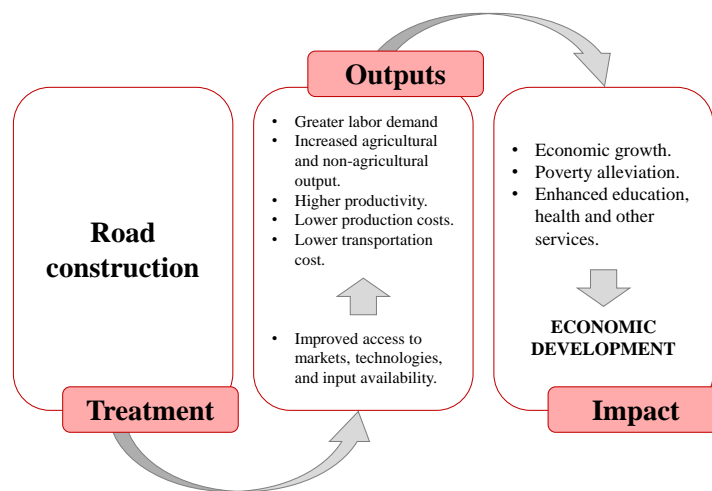 Road
construction
Treatment
Outputs
• Greater labor demand
• Increased agricultural
and non-agricultural
output.
• Higher productivity.
• Lower production costs.
• Lower transportation
cost.
• Improved access to
markets, technologies,
and input availability.
• Economic growth.
• Poverty alleviation.
• Enhanced education,
health and other
services.
ECONOMIC
DEVELOPMENT
Impact